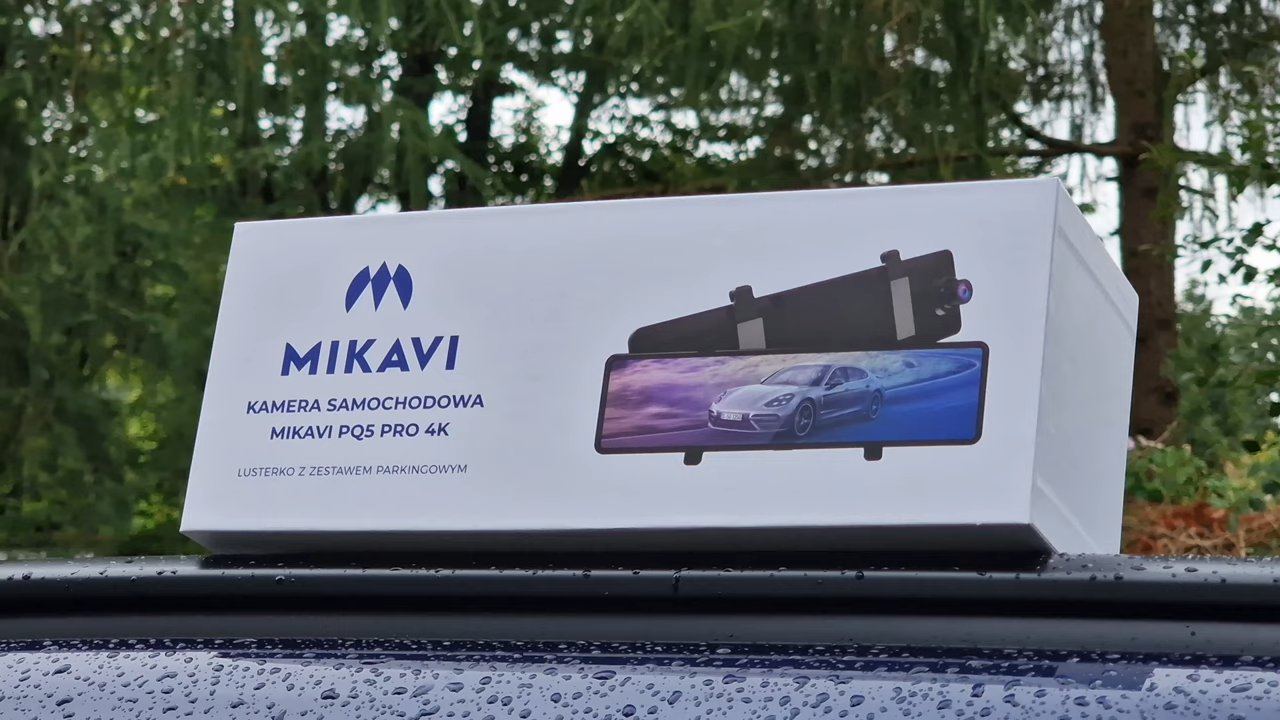 MIKAVI
KAMERA SAMOCHODOWA
MIKAVI PQ5 PRO 4K
LUSTERKO Z ZESTAWEM PARKINGOWYM